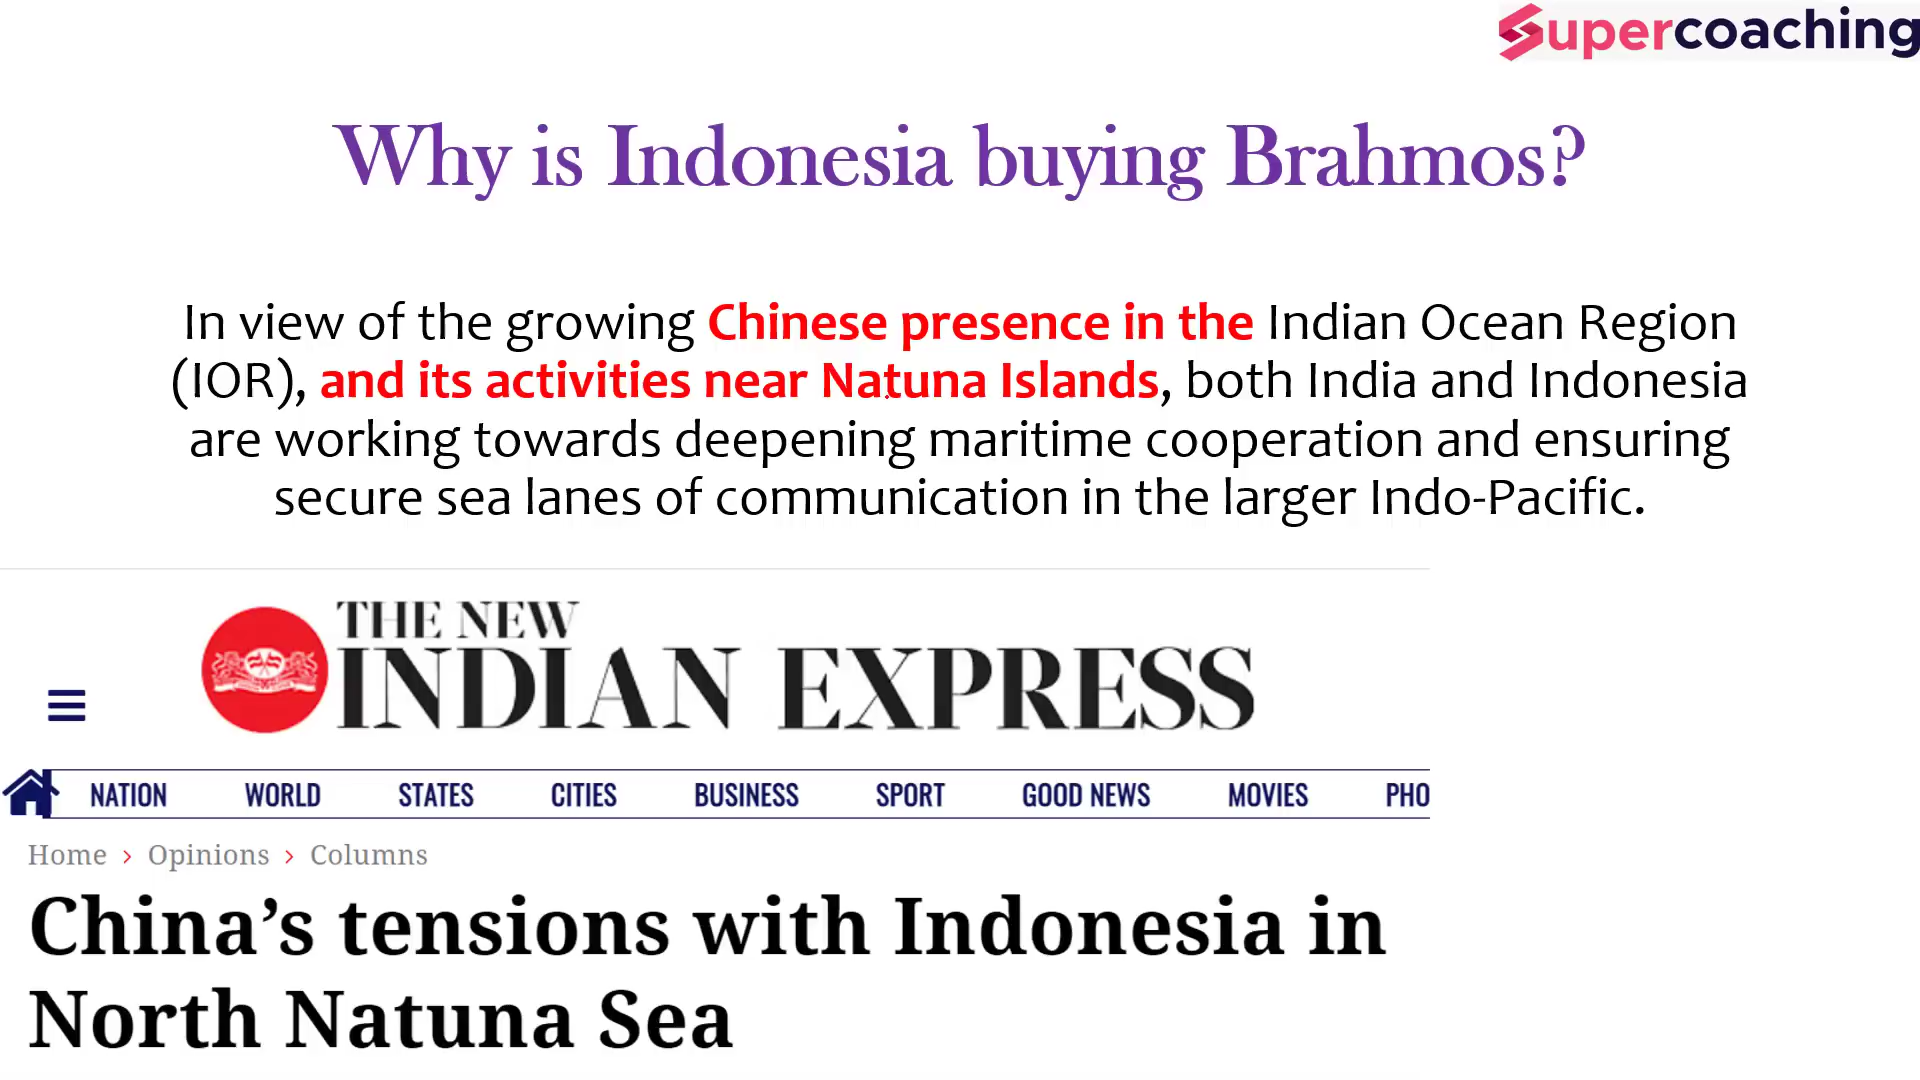 Supercoaching
Why is Indonesia buying Brahmos?
In view of the growing Chinese presence in the Indian Ocean Region
(IOR), and its activities near Natuna Islands, both India and Indonesia
are working towards deepening maritime cooperation and ensuring
secure sea lanes of communication in the larger Indo-Pacific.
THE NEW
INDIAN EXPRESS
NATION WORLD STATES CITIES BUSINESS SPORT GOOD NEWS MOVIES PHO
Home > Opinions > Columns
China’s tensions with Indonesia in
North Natuna Sea